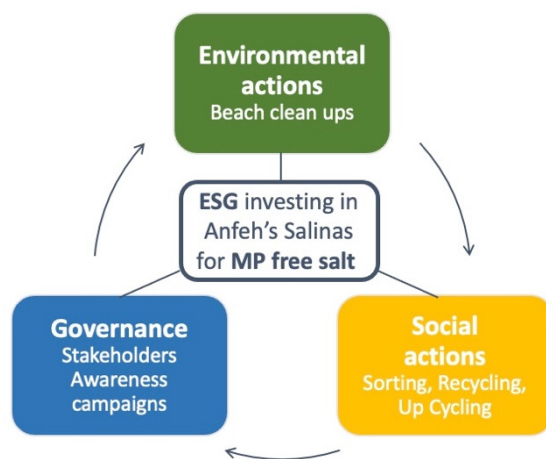 Environmental
actions
Beach clean ups
ESG investing in
Anfeh's Salinas
for MP free salt
Governance
Stakeholders
Awareness
campaigns
Social
actions
Sorting, Recycling,
Up Cycling